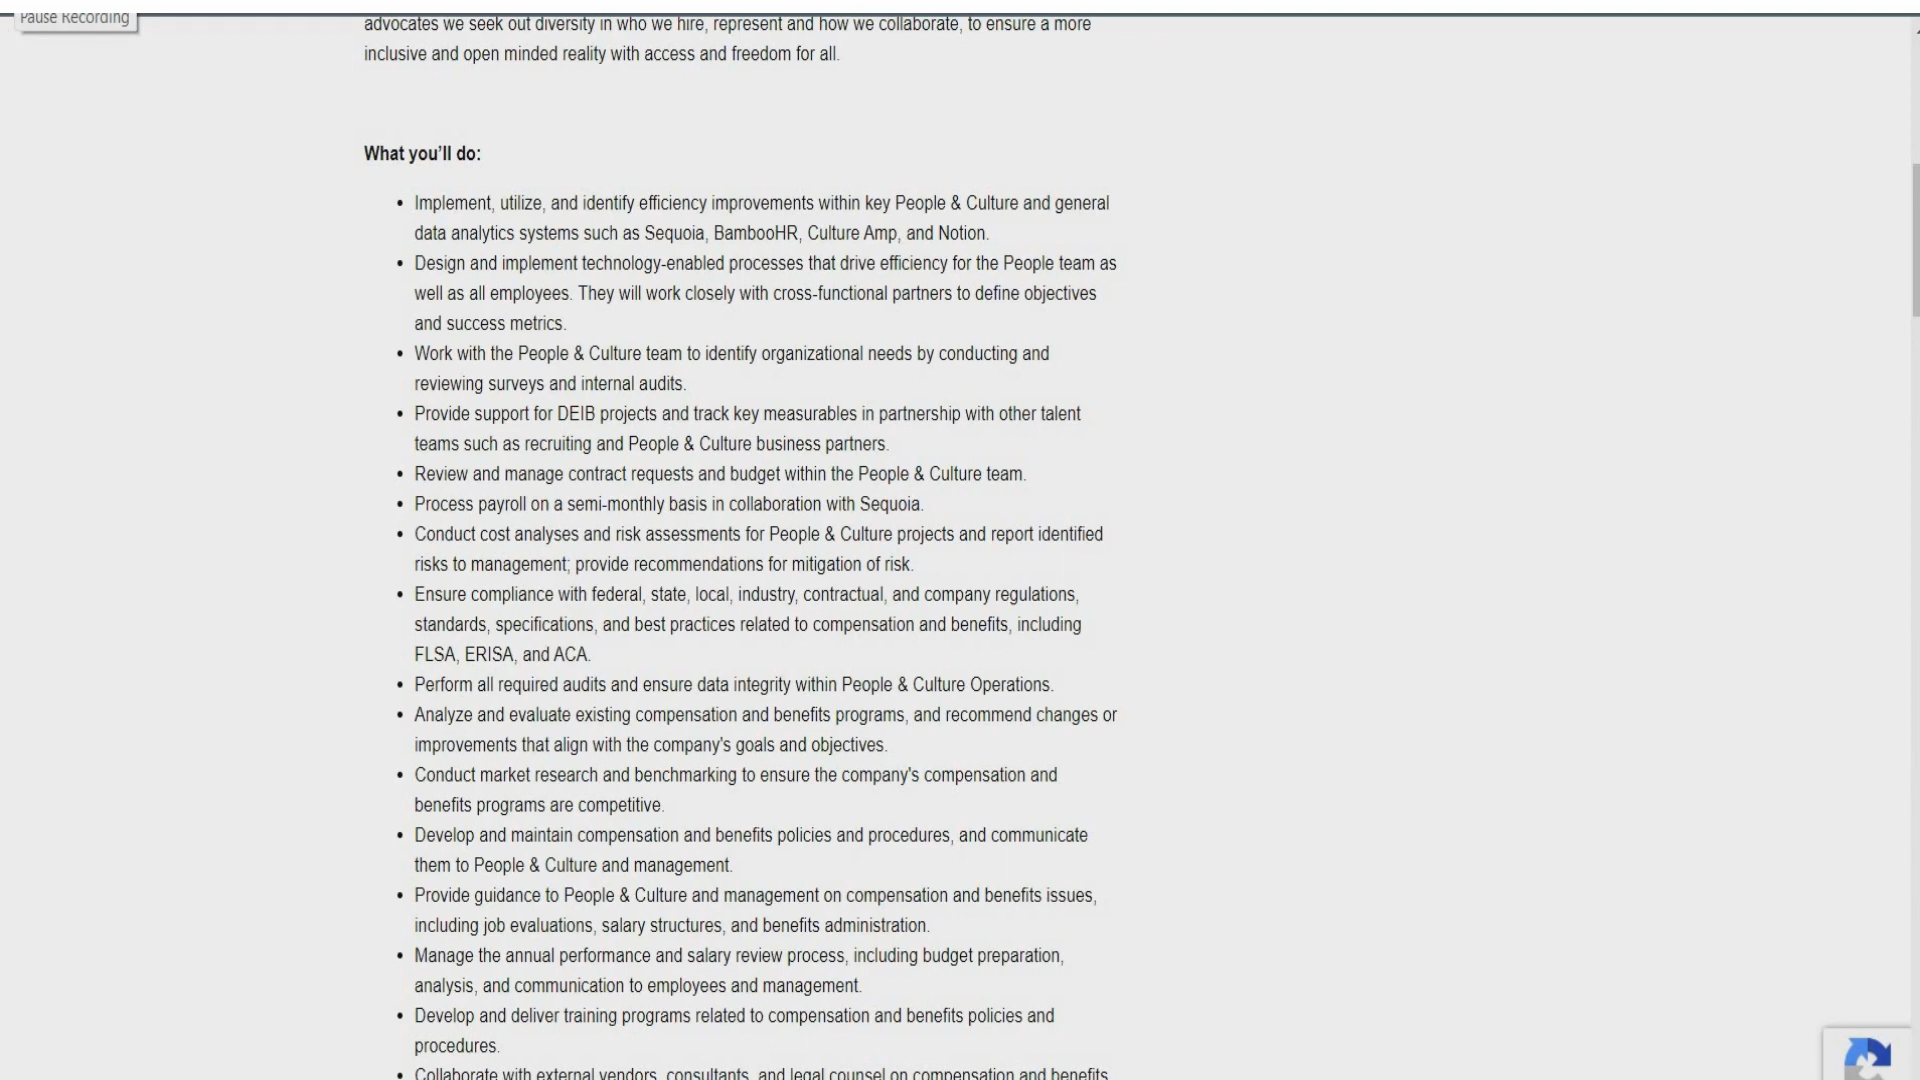 Pause Recording
advocates we seek out diversity in who we hire, represent and how we collaborate, to ensure a more
inclusive and open minded reality with access and freedom for all.
What you’ll do:
• Implement, utilize, and identify efficiency improvements within key People & Culture and general
data analytics systems such as Sequoia, BambooHR, Culture Amp, and Notion.
• Design and implement technology-enabled processes that drive efficiency for the People team as
well as all employees. They will work closely with cross-functional partners to define objectives
and success metrics.
• Work with the People & Culture team to identify organizational needs by conducting and
reviewing surveys and internal audits.
• Provide support for DEIB projects and track key measurables in partnership with other talent
teams such as recruiting and People & Culture business partners.
• Review and manage contract requests and budget within the People & Culture team.
• Process payroll on a semi-monthly basis in collaboration with Sequoia.
• Conduct cost analyses and risk assessments for People & Culture projects and report identified
risks to management; provide recommendations for mitigation of risk.
• Ensure compliance with federal, state, local, industry, contractual, and company regulations,
standards, specifications, and best practices related to compensation and benefits, including
FLSA, ERISA, and ACA.
• Perform all required audits and ensure data integrity within People & Culture Operations.
• Analyze and evaluate existing compensation and benefits programs, and recommend changes or
improvements that align with the company's goals and objectives.
• Conduct market research and benchmarking to ensure the company's compensation and
benefits programs are competitive.
• Develop and maintain compensation and benefits policies and procedures, and communicate
them to People & Culture and management.
• Provide guidance to People & Culture and management on compensation and benefits issues,
including job evaluations, salary structures, and benefits administration.
• Manage the annual performance and salary review process, including budget preparation,
analysis, and communication to employees and management.
• Develop and deliver training programs related to compensation and benefits policies and
procedures.
• Collaborate with external vendors, consultants, and legal counsel on compensation and benefits